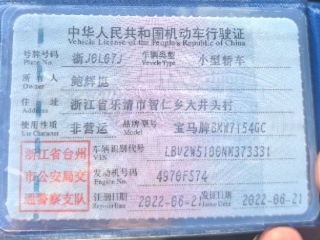 中华人民共和国机动车行驶证
Vehicle License of the People's Republic of China
号牌号码 浙J8L67J 车辆类型 小型轿车
Plate No. Vehicle Type
所有人
Owner
住址 浙江省乐清市智仁乡大井头村
Address
使用性质 非营运 品牌型号 宝马牌BMW7154GC
Use Character Model
浙江省台州 车辆识别代号
VIN
市公安局交 发动机号码 4970F574
Engine No.
通警察支队 注册日期 2022-06-21 发证日期 2022-06-21
Register Date Issue Date